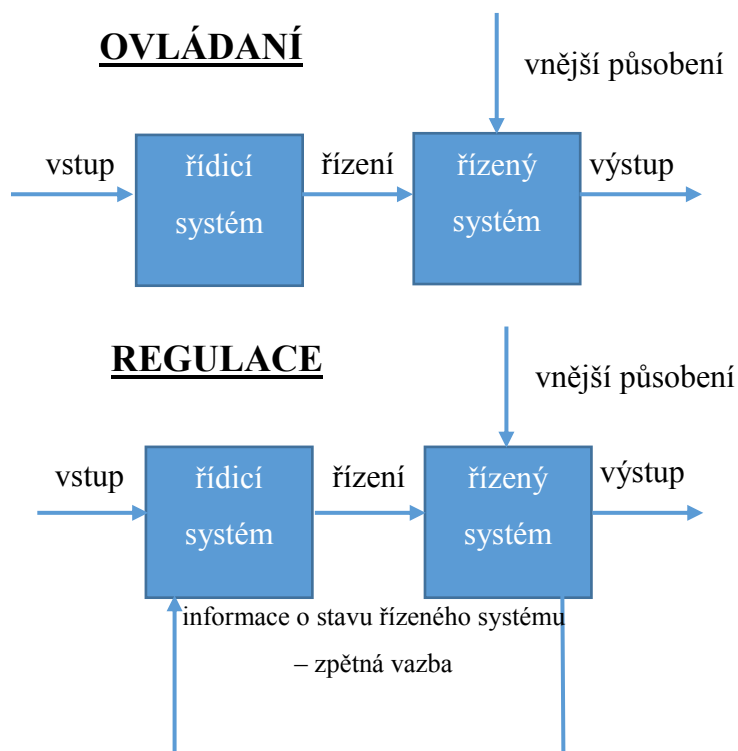 OVLÁDANÍ
vnější působení
vstup
řídicí
systém
řízení
řízený
systém
výstup
REGULACE
vnější působení
vstup
řídicí
systém
řízení
řízený
systém
výstup
informace o stavu řízeného systému
– zpětná vazba